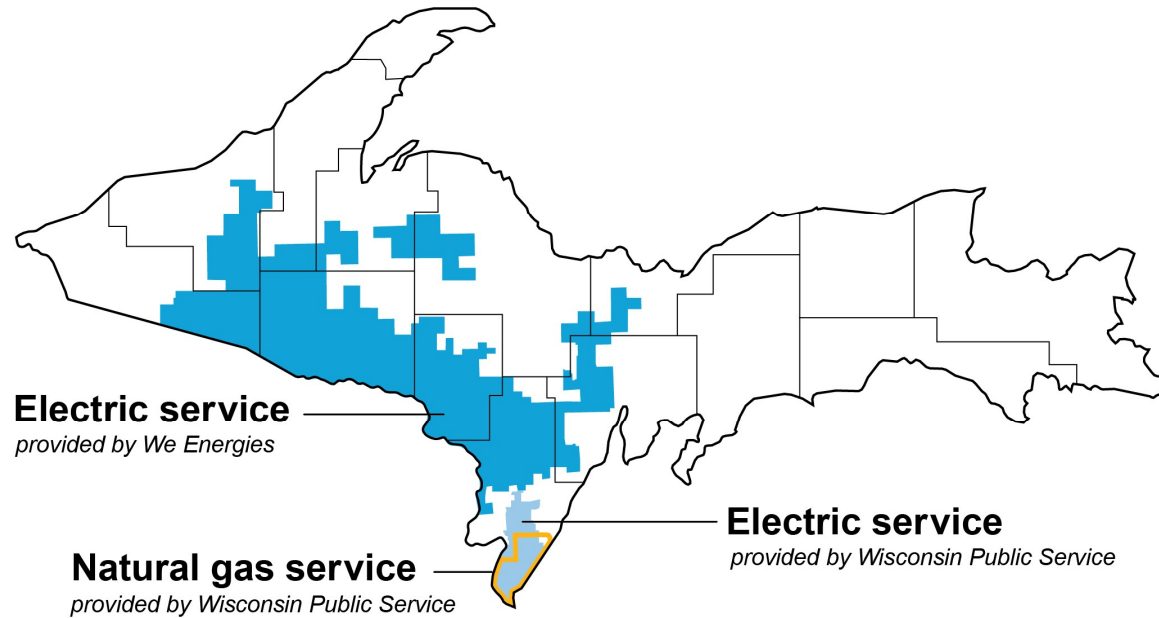 Electric service
provided by We Energies
Electric service
provided by Wisconsin Public Service
Natural gas service
provided by Wisconsin Public Service